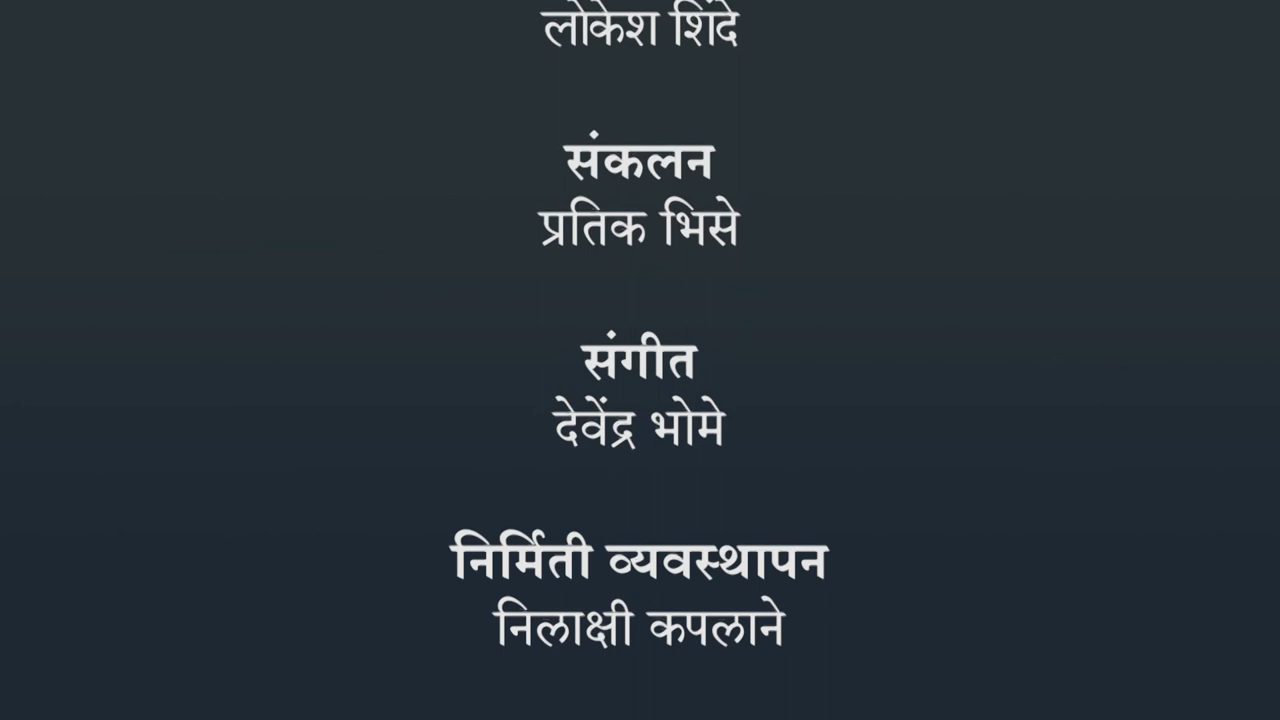 लोकेश शिंदे
संकलन
प्रतिक भिसे
संगीत
देवेंद्र भोमे
निर्मिती व्यवस्थापन
निलाक्षी कपलाने